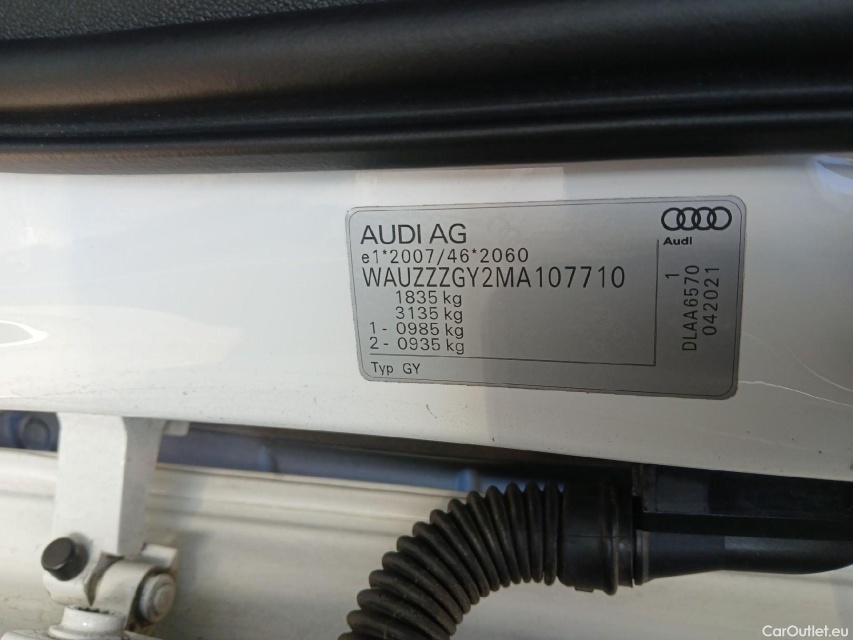 AUDI AG
e1*2007/46*2060
WAUZZZGY2MA107710
1835 kg
3135 kg
1 - 0985 kg
2 - 0935 kg
Typ GY
Audi
1
DLAA6570
042021
CarOutlet.eu